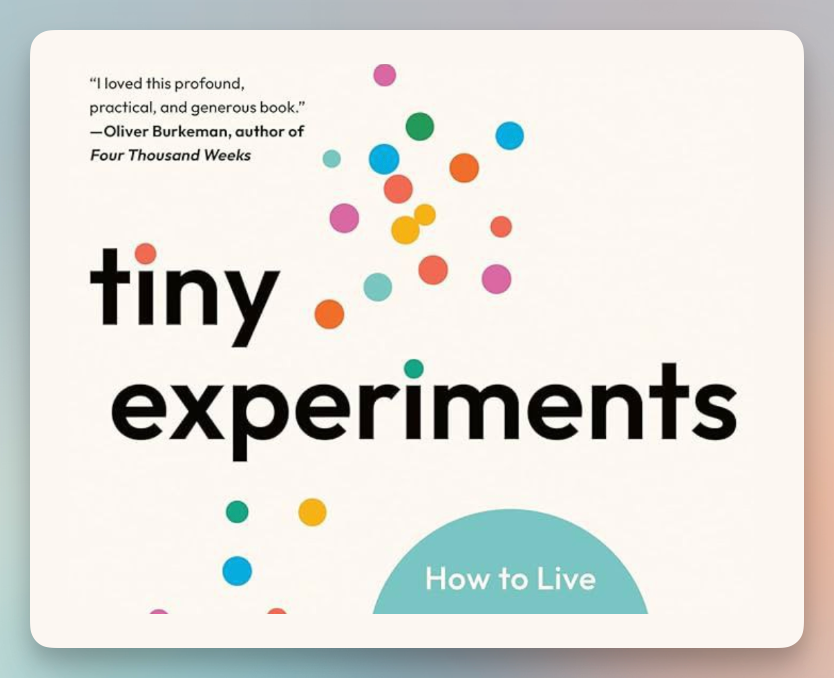 “I loved this profound,
practical, and generous book.”
—Oliver Burkeman, author of
Four Thousand Weeks
tiny
experiments
How to Live